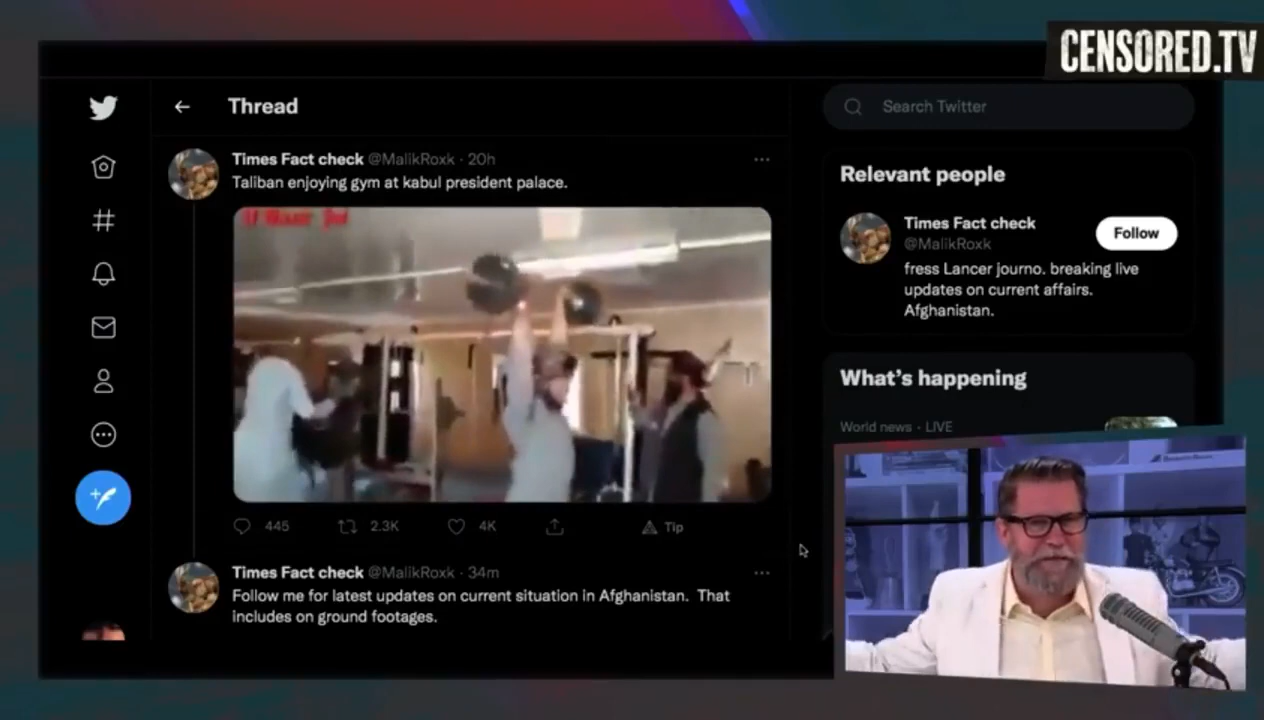 CENSORED.TV
Thread
Search Twitter
Times Fact check @MalikRoxk · 20h
Taliban enjoying gym at kabul president palace.
445 2.3K 4K Tip
Times Fact check @MalikRoxk · 34m
Follow me for latest updates on current situation in Afghanistan. That
includes on ground footages.
Relevant people
Times Fact check
@MalikRoxk
Follow
fress Lancer journo. breaking live
updates on current affairs.
Afghanistan.
What's happening
World news · LIVE